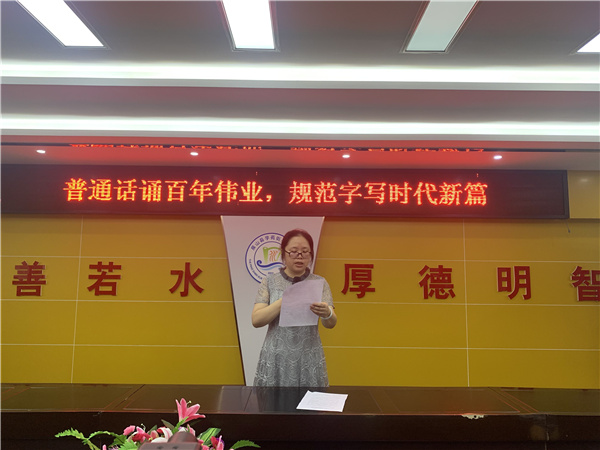 普通话诵百年伟业，规范字写时代新篇
善若水 厚德明智